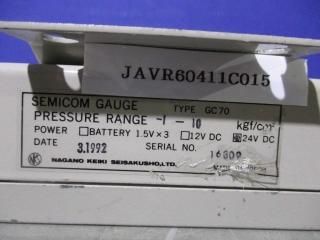 JAVR60411C015
SEMICOM GAUGE TYPE GC70
PRESSURE RANGE -1 - 10 kgf/cm²
POWER □BATTERY 1.5V×3 □12V DC ☑24V DC
DATE 3.1992 SERIAL NO. 16809
NAGANO KEIKI SEISAKUSHO,LTD.